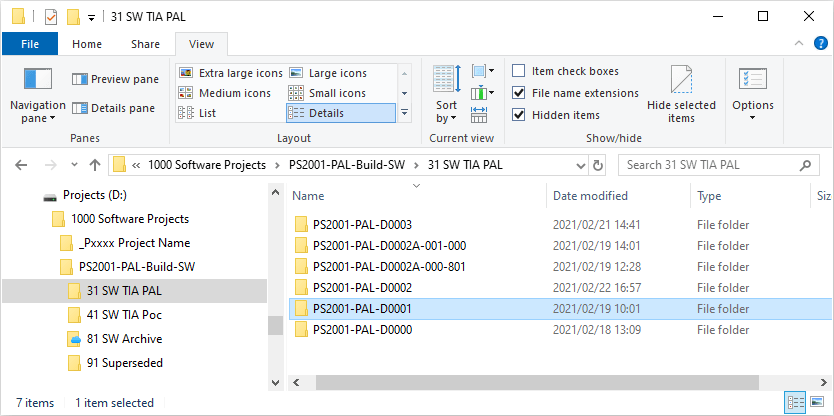 31 SW TIA PAL
File Home Share View
Navigation pane
Preview pane
Details pane
Panes
Extra large icons Large icons
Medium icons Small icons
List Details
Layout
Sort by
Current view
Item check boxes
File name extensions
Hidden items
Hide selected items
Show/hide
Options
1000 Software Projects PS2001-PAL-Build-SW 31 SW TIA PAL
Search 31 SW TIA PAL
Projects (D:)
1000 Software Projects
_Pxxxx Project Name
PS2001-PAL-Build-SW
31 SW TIA PAL
41 SW TIA Poc
81 SW Archive
91 Superseded
Name Date modified Type Siz
PS2001-PAL-D0003 2021/02/21 14:41 File folder
PS2001-PAL-D0002A-001-000 2021/02/19 14:01 File folder
PS2001-PAL-D0002A-000-801 2021/02/19 12:28 File folder
PS2001-PAL-D0002 2021/02/22 16:57 File folder
PS2001-PAL-D0001 2021/02/19 10:01 File folder
PS2001-PAL-D0000 2021/02/18 13:09 File folder
7 items 1 item selected